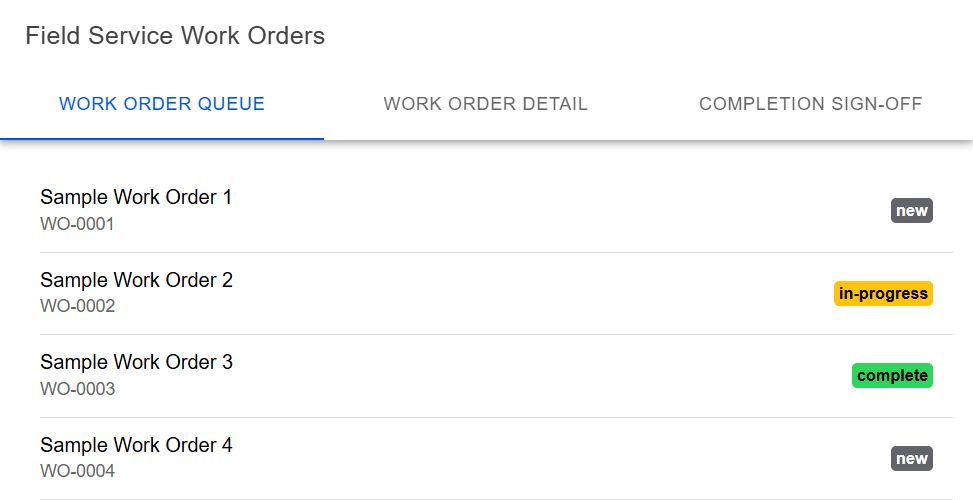 Field Service Work Orders
WORK ORDER QUEUE WORK ORDER DETAIL COMPLETION SIGN-OFF
Sample Work Order 1
WO-0001
new
Sample Work Order 2
WO-0002
in-progress
Sample Work Order 3
WO-0003
complete
Sample Work Order 4
WO-0004
new